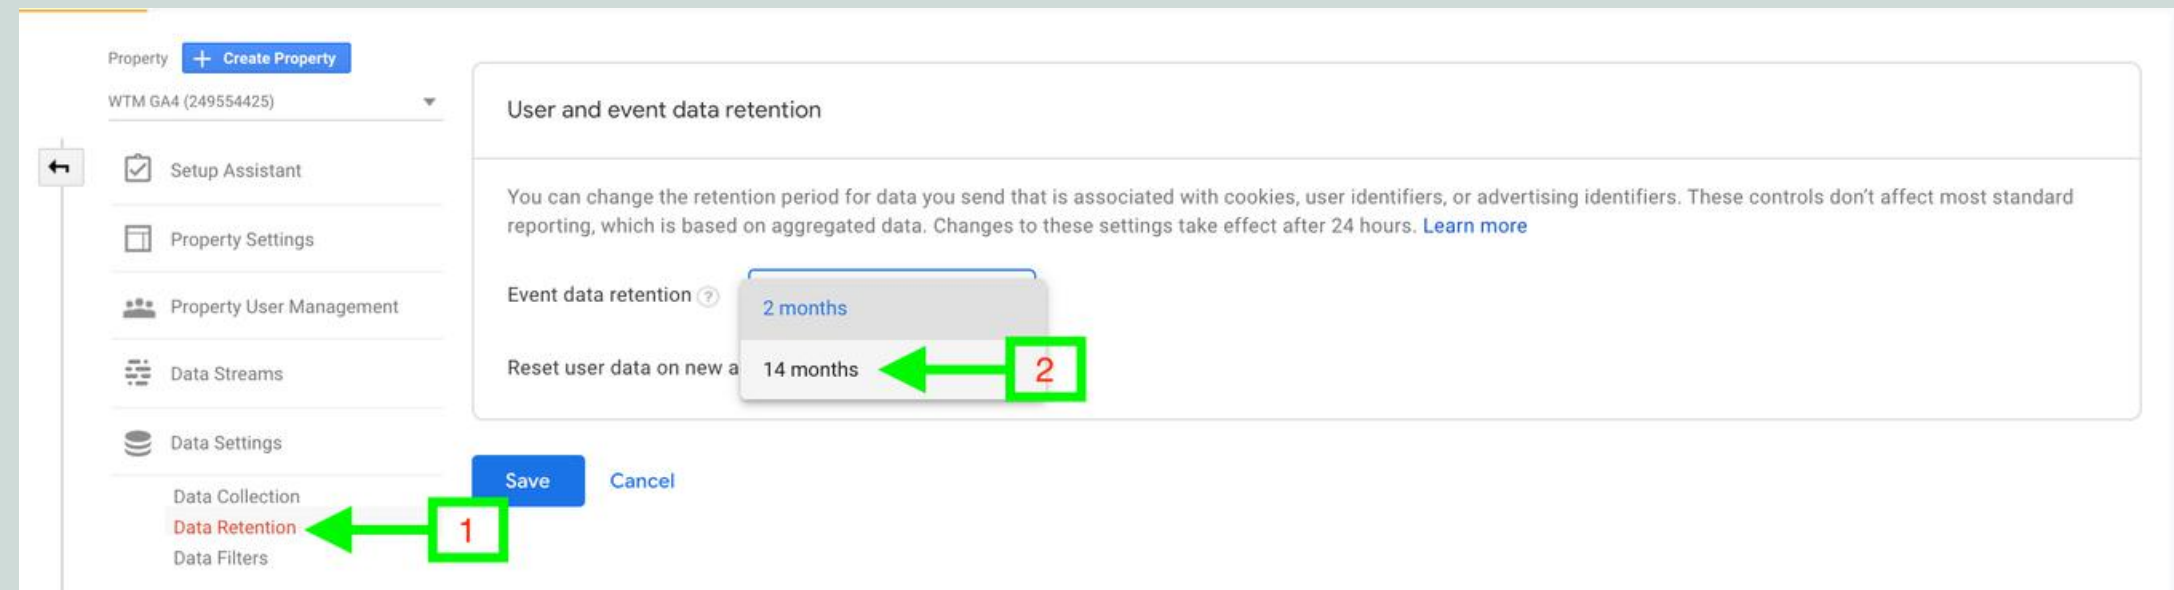 Property
+ Create Property
WTM GA4 (249554425)
Setup Assistant
Property Settings
Property User Management
Data Streams
Data Settings
Data Collection
Data Retention
1
Data Filters
User and event data retention
You can change the retention period for data you send that is associated with cookies, user identifiers, or advertising identifiers. These controls don't affect most standard
reporting, which is based on aggregated data. Changes to these settings take effect after 24 hours. Learn more
Event data retention ?
2 months
Reset user data on new a
14 months
2
Save
Cancel